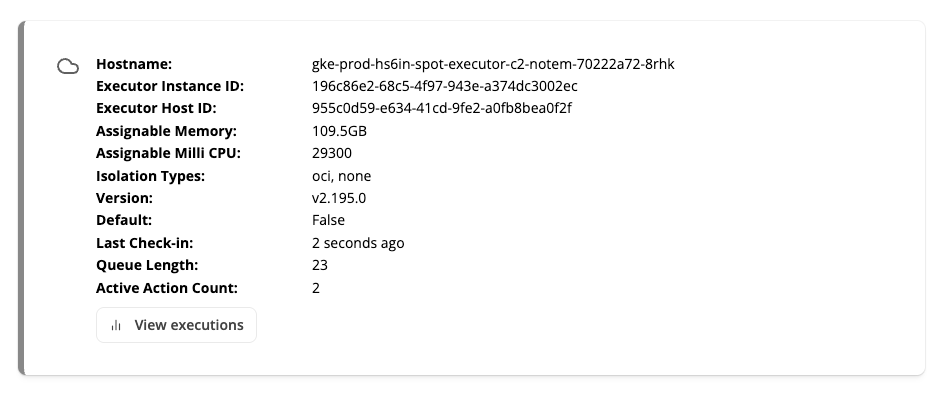 Hostname: gke-prod-hs6in-spot-executor-c2-notem-70222a72-8rhk
Executor Instance ID: 196c86e2-68c5-4f97-943e-a374dc3002ec
Executor Host ID: 955c0d59-e634-41cd-9fe2-a0fb8bea0f2f
Assignable Memory: 109.5GB
Assignable Milli CPU: 29300
Isolation Types: oci, none
Version: v2.195.0
Default: False
Last Check-in: 2 seconds ago
Queue Length: 23
Active Action Count: 2
View executions